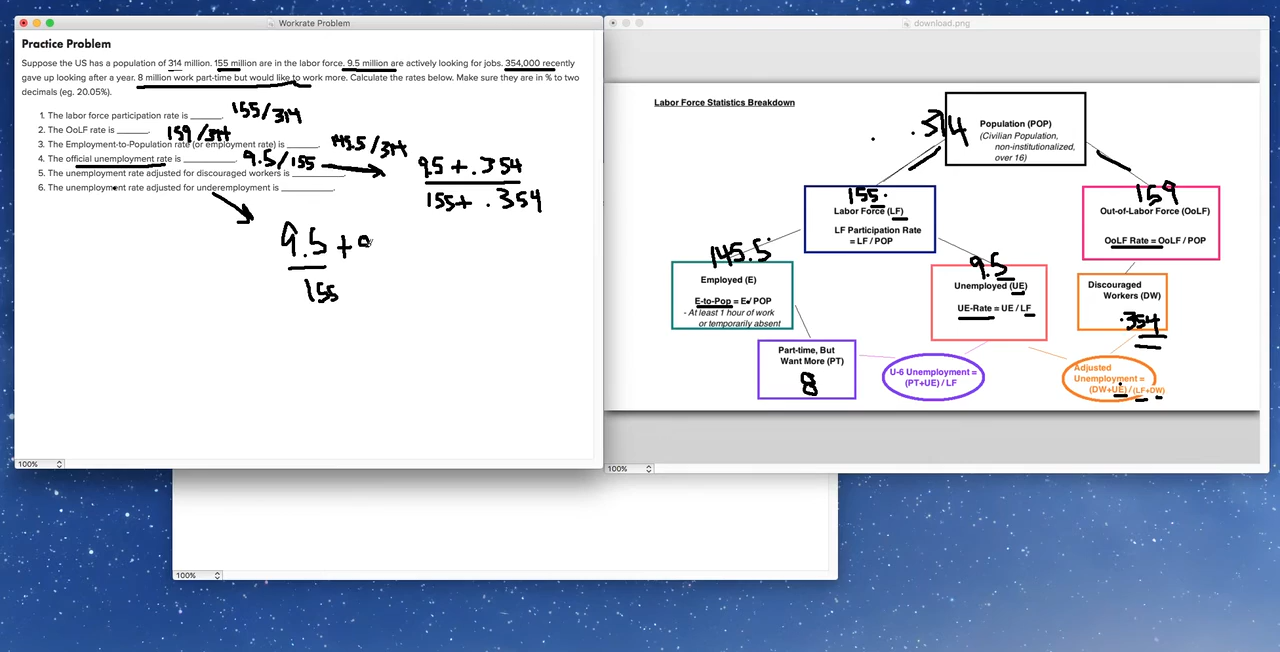 Workrate Problem
Practice Problem
Suppose the US has a population of 314 million. 155 million are in the labor force. 9.5 million are actively looking for jobs. 354,000 recently
gave up looking after a year. 8 million work part-time but would like to work more. Calculate the rates below. Make sure they are in % to two
decimals (eg. 20.05%).
1. The labor force participation rate is ______. 155/314
2. The OoLF rate is ______. 159/314
3. The Employment-to-Population rate (or employment rate) is ______. 145.5/314
4. The official unemployment rate is __________. 9.5/155
5. The unemployment rate adjusted for discouraged workers is __________.
6. The unemployment rate adjusted for underemployment is __________.
9.5 + .354
155 + .354
9.5 +
155
100%
100%
download.png
Labor Force Statistics Breakdown
.314
Population (POP)
(Civilian Population,
non-institutionalized,
over 16)
155.
Labor Force (LF)
LF Participation Rate
= LF / POP
159
Out-of-Labor Force (OoLF)
OoLF Rate = OoLF / POP
145.5
Employed (E)
E-to-Pop = E / POP
- At least 1 hour of work
or temporarily absent
9.5
Unemployed (UE)
UE-Rate = UE / LF
Discouraged
Workers (DW)
.354
Part-time, But
Want More (PT)
8
U-6 Unemployment =
(PT+UE) / LF
Adjusted
Unemployment =
(DW+UE) / (LF+DW)
100%